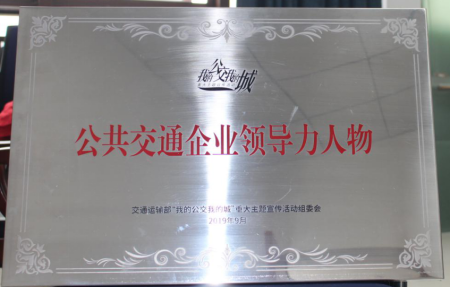 我的公交我的城
公共交通企业领导力人物
交通运输部"我的公交我的城"重大主题宣传活动组委会
2019年9月